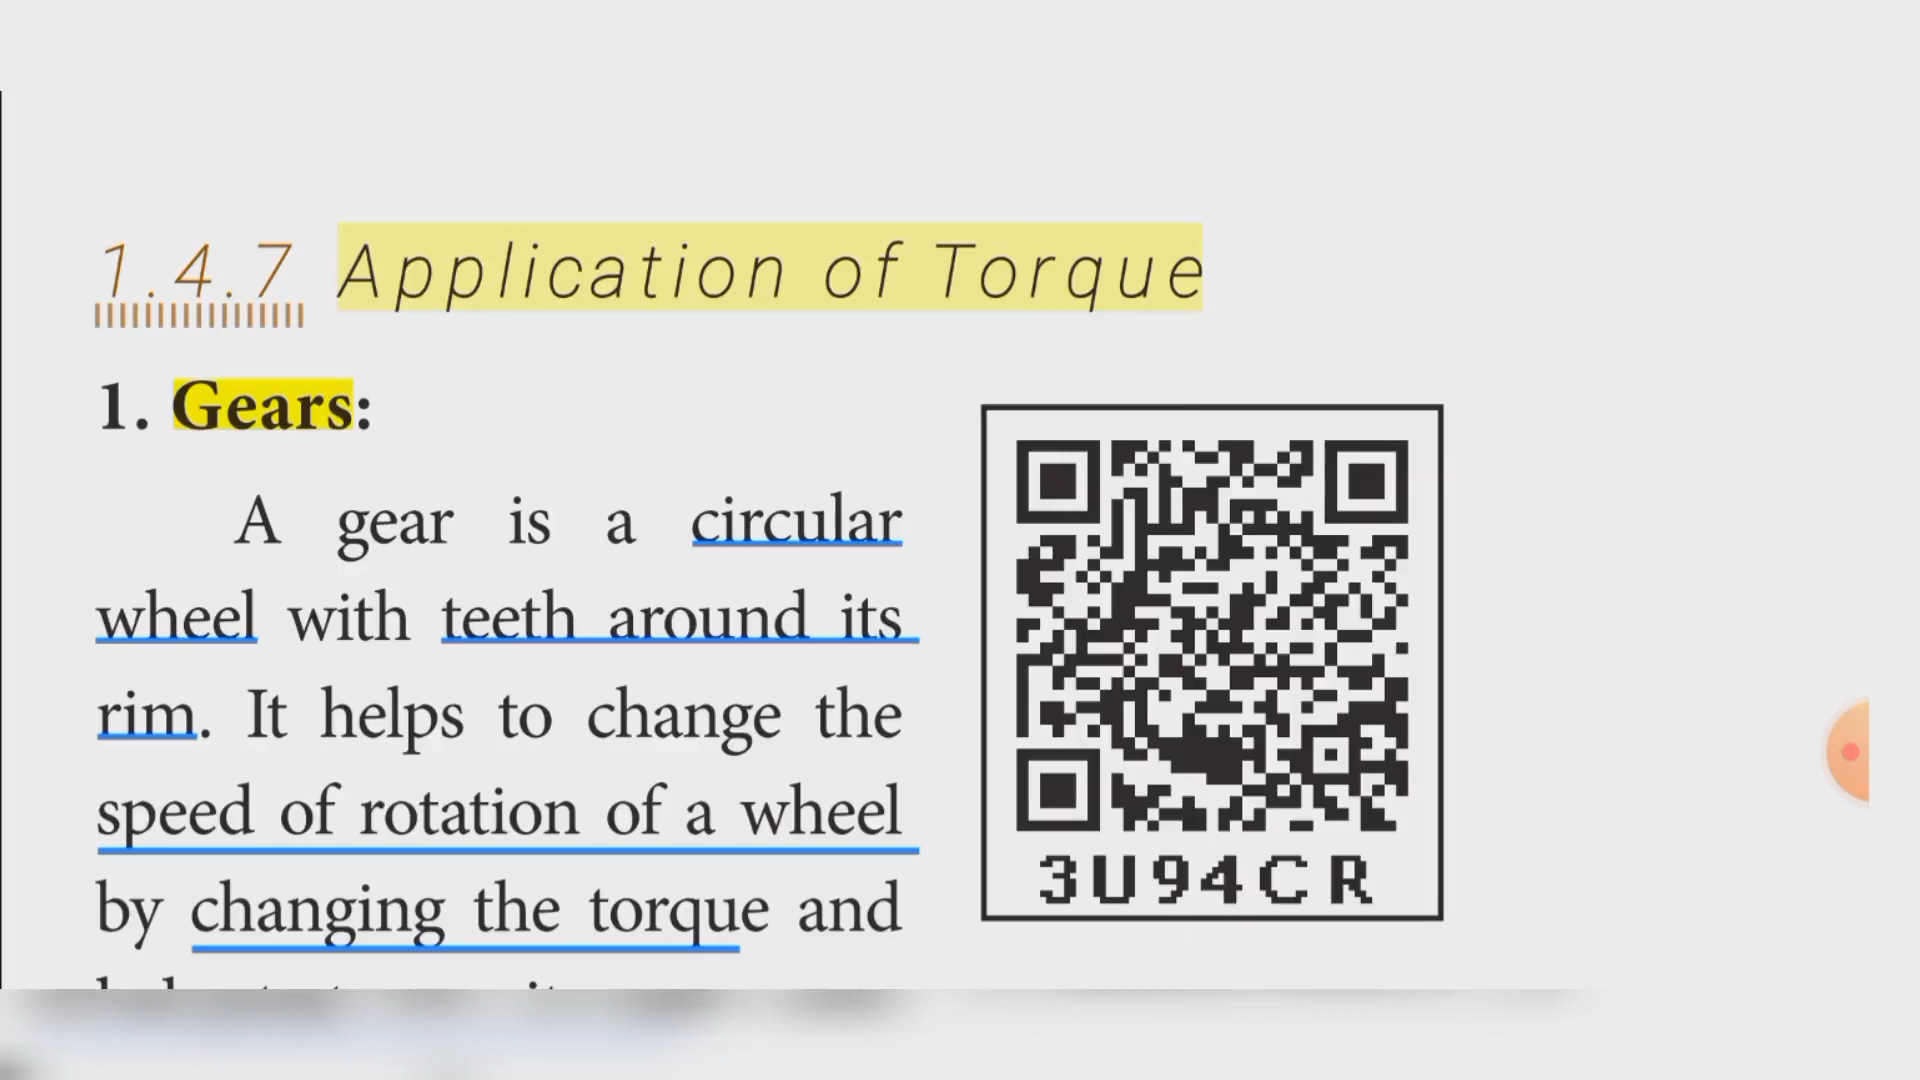 1.4.7 Application of Torque
1. Gears:
A gear is a circular
wheel with teeth around its
rim. It helps to change the
speed of rotation of a wheel
by changing the torque and
3U94CR